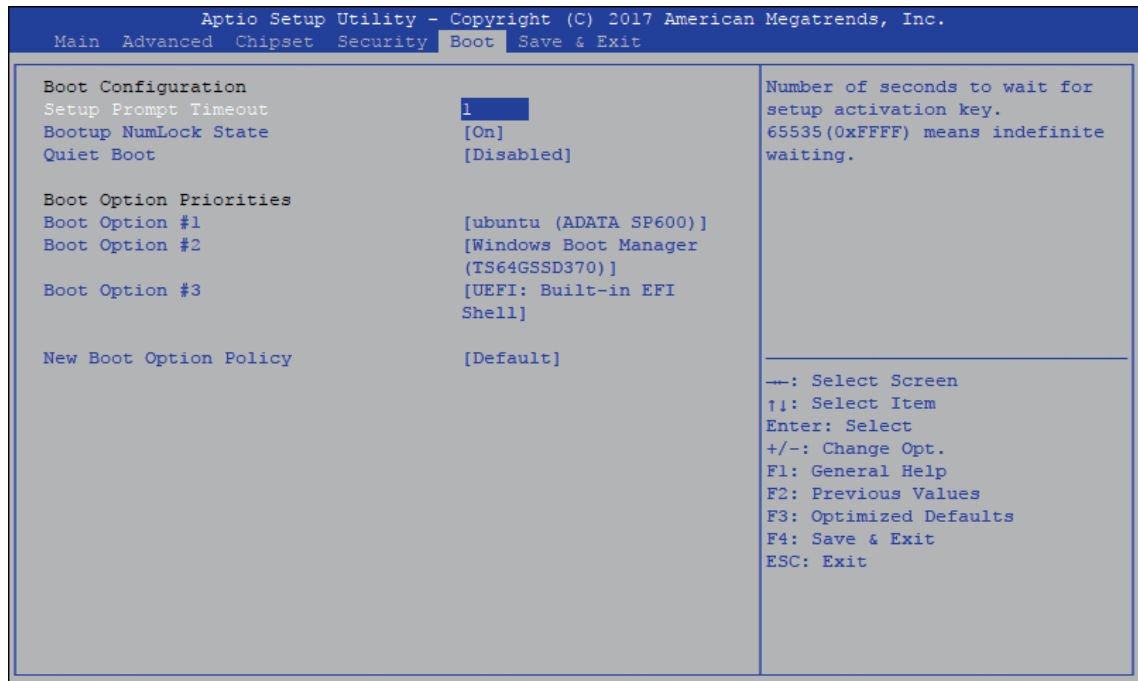 Aptio Setup Utility - Copyright (C) 2017 American Megatrends, Inc.
Main Advanced Chipset Security Boot Save & Exit
Boot Configuration
Setup Prompt Timeout 1
Bootup NumLock State [On]
Quiet Boot [Disabled]
Boot Option Priorities
Boot Option #1 [ubuntu (ADATA SP600)]
Boot Option #2 [Windows Boot Manager
(TS64GSSD370)]
Boot Option #3 [UEFI: Built-in EFI
Shell]
New Boot Option Policy [Default]
Number of seconds to wait for
setup activation key.
65535(0xFFFF) means indefinite
waiting.
→←: Select Screen
↑↓: Select Item
Enter: Select
+/-: Change Opt.
F1: General Help
F2: Previous Values
F3: Optimized Defaults
F4: Save & Exit
ESC: Exit